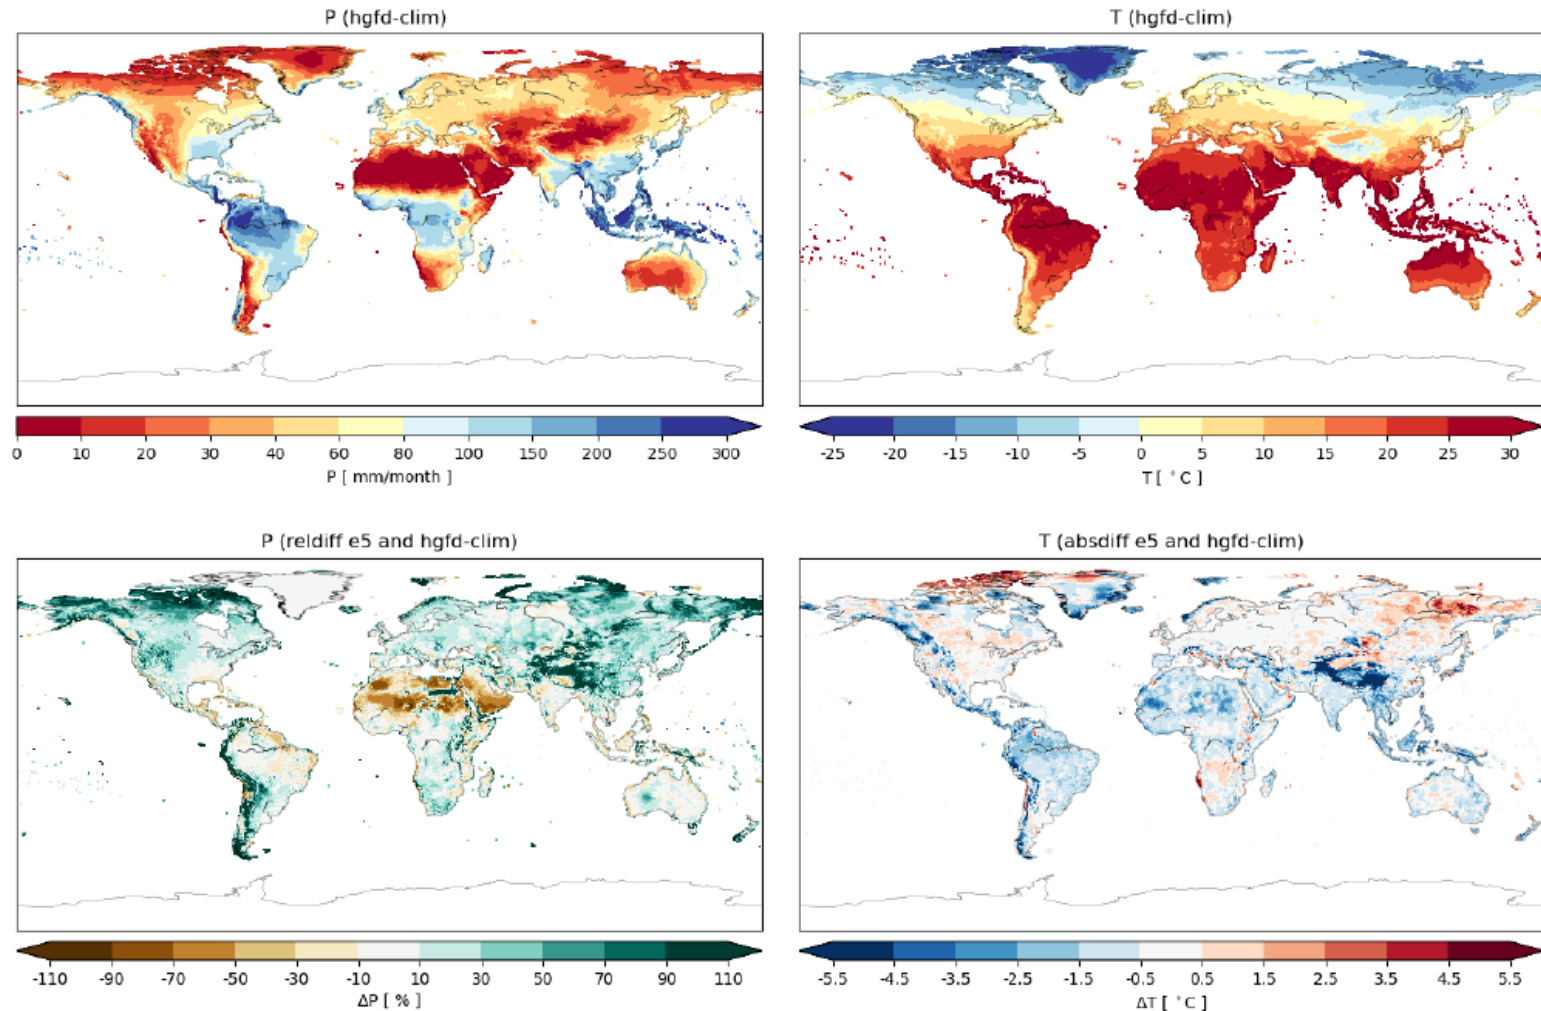 P (hgfd-clim)
T (hgfd-clim)
0 10 20 30 40 60 80 100 150 200 250 300
P [ mm/month ]
-25 -20 -15 -10 -5 0 5 10 15 20 25 30
T [ °C ]
P (reldiff e5 and hgfd-clim)
T (absdiff e5 and hgfd-clim)
-110 -90 -70 -50 -30 -10 10 30 50 70 90 110
ΔP [ % ]
-5.5 -4.5 -3.5 -2.5 -1.5 -0.5 0.5 1.5 2.5 3.5 4.5 5.5
ΔT [ °C ]